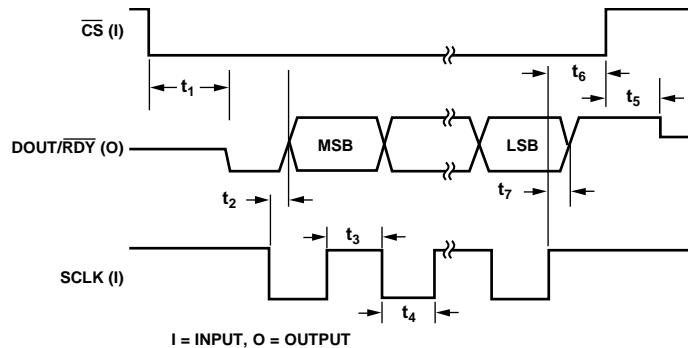 CS (I)
t1
t6
t5
DOUT/RDY (O)
MSB
LSB
t2
t7
t3
SCLK (I)
t4
I = INPUT, O = OUTPUT